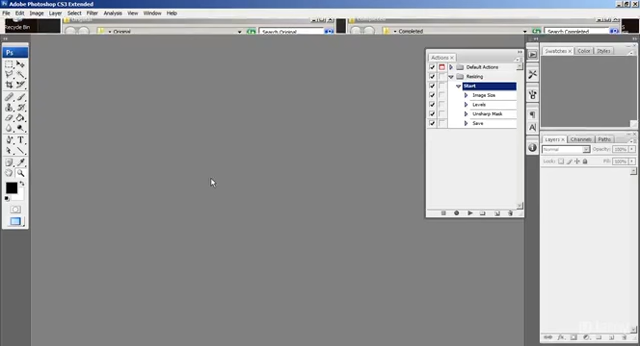 Adobe Photoshop CS3 Extended
File Edit Image Layer Select Filter Analysis View Window Help
Recycle Bin
Original
Search Original
Completed
Search Completed
Ps
Actions
Default Actions
Resizing
Start
Image Size
Levels
Unsharp Mask
Save
Swatches Color Styles
Layers Channels Paths
Normal
Opacity: 100%
Lock:
Fill: 100%